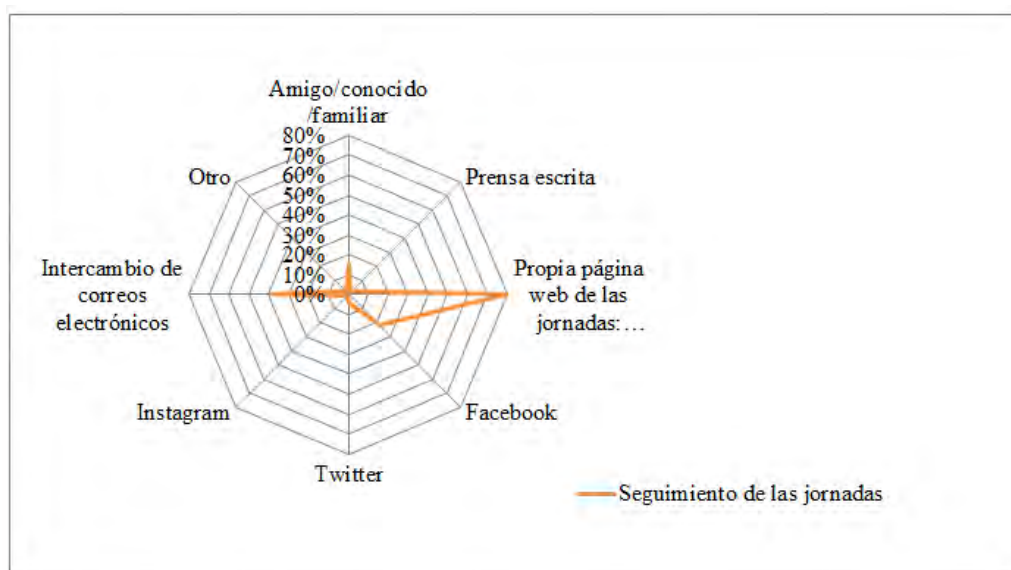 Amigo/conocido
/familiar
80%
70%
60%
50%
40%
30%
20%
10%
0%
Prensa escrita
Propia página
web de las
jornadas:...
Facebook
Twitter
Instagram
Intercambio de
correos
electrónicos
Otro
Seguimiento de las jornadas